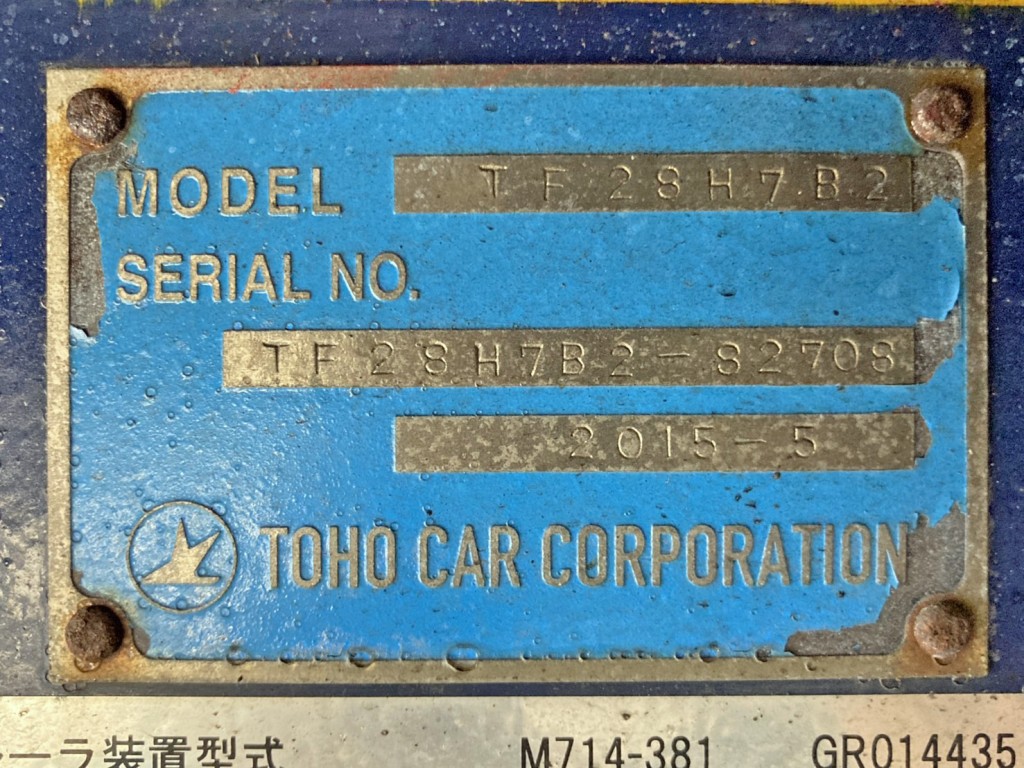 MODEL TF28H7B2
SERIAL NO.
TF28H7B2-82708
2015-5
TOHO CAR CORPORATION
ーラ装置型式 M714-381 GR014435